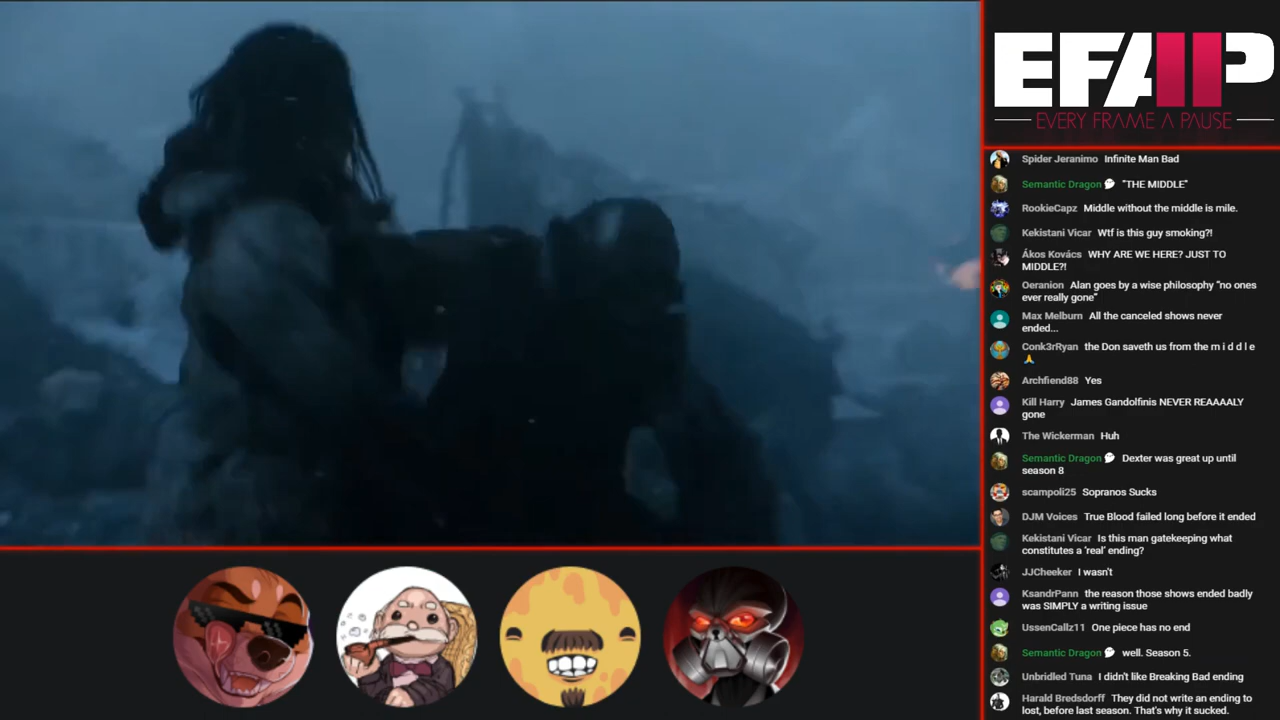 EFAP
EVERY FRAME A PAUSE
Spider Jeranimo Infinite Man Bad
Semantic Dragon "THE MIDDLE"
RookieCapz Middle without the middle is mile.
Kekistani Vicar Wtf is this guy smoking?!
Ákos Kovács WHY ARE WE HERE? JUST TO
MIDDLE?!
Oeranion Alan goes by a wise philosophy “no ones
ever really gone”
Max Melburn All the canceled shows never
ended...
Conk3rRyan the Don saveth us from the m i d d l e
🙏
Archfiend88 Yes
Kill Harry James Gandolfinis NEVER REAAAALY
gone
The Wickerman Huh
Semantic Dragon Dexter was great up until
season 8
scampoli25 Sopranos Sucks
DJM Voices True Blood failed long before it ended
Kekistani Vicar Is this man gatekeeping what
constitutes a ‘real’ ending?
JJCheeker I wasn't
KsandrPann the reason those shows ended badly
was SIMPLY a writing issue
UssenCallz11 One piece has no end
Semantic Dragon well. Season 5.
Unbridled Tuna I didn't like Breaking Bad ending
Harald Bredsdorff They did not write an ending to
lost, before last season. That's why it sucked.